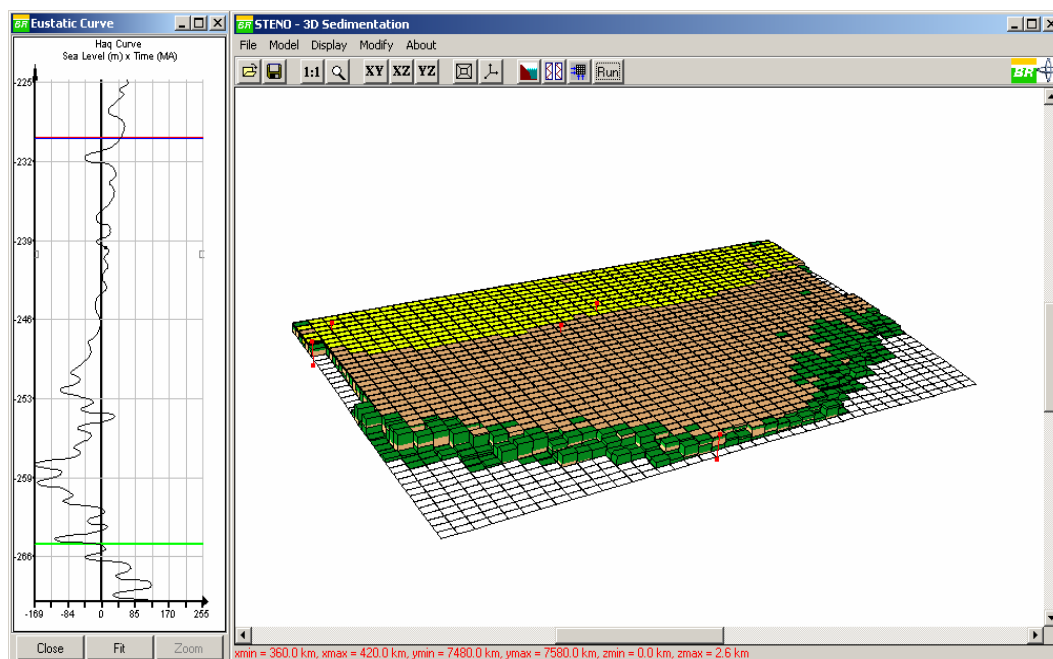 BR Eustatic Curve
Haq Curve
Sea Level (m) x Time (MA)
-225
-232
-239
-246
-253
-259
-266
-169 -84 0 85 170 255
Close Fit Zoom
BR STENO - 3D Sedimentation
File Model Display Modify About
1:1 XY XZ YZ BR Run
BR
xmin = 360.0 km, xmax = 420.0 km, ymin = 7480.0 km, ymax = 7580.0 km, zmin = 0.0 km, zmax = 2.6 km